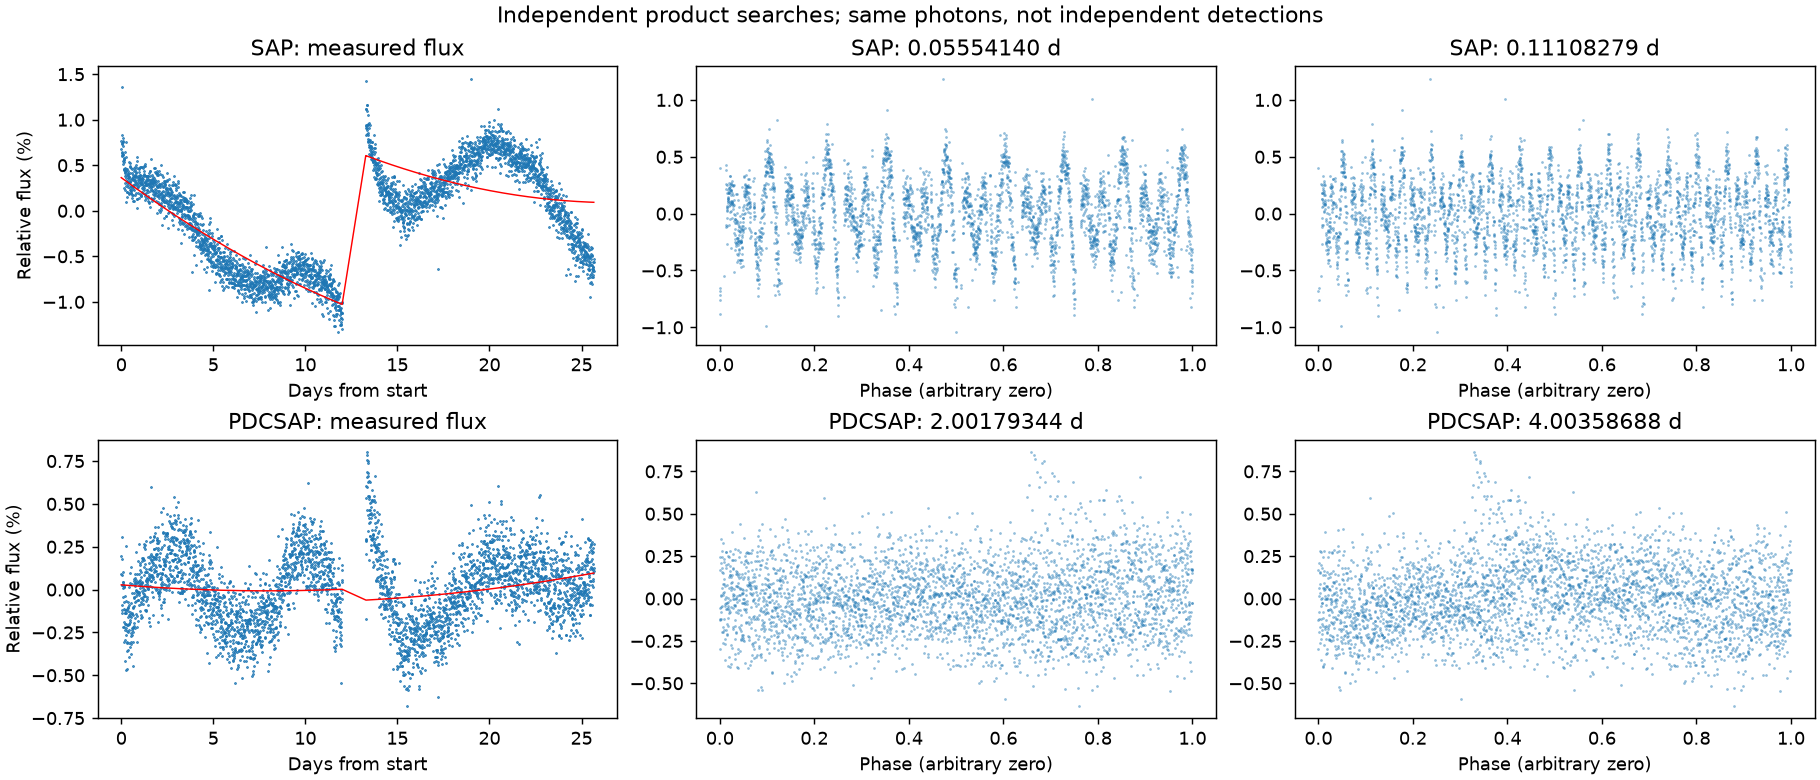 Independent product searches; same photons, not independent detections
SAP: measured flux
SAP: 0.05554140 d
SAP: 0.11108279 d
Relative flux (%)
1.5
1.0
0.5
0.0
−0.5
−1.0
1.0
0.5
0.0
−0.5
−1.0
1.0
0.5
0.0
−0.5
−1.0
0 5 10 15 20 25
0.0 0.2 0.4 0.6 0.8 1.0
0.0 0.2 0.4 0.6 0.8 1.0
Days from start
Phase (arbitrary zero)
Phase (arbitrary zero)
PDCSAP: measured flux
PDCSAP: 2.00179344 d
PDCSAP: 4.00358688 d
Relative flux (%)
0.75
0.50
0.25
0.00
−0.25
−0.50
−0.75
0.75
0.50
0.25
0.00
−0.25
−0.50
0.75
0.50
0.25
0.00
−0.25
−0.50
0 5 10 15 20 25
0.0 0.2 0.4 0.6 0.8 1.0
0.0 0.2 0.4 0.6 0.8 1.0
Days from start
Phase (arbitrary zero)
Phase (arbitrary zero)